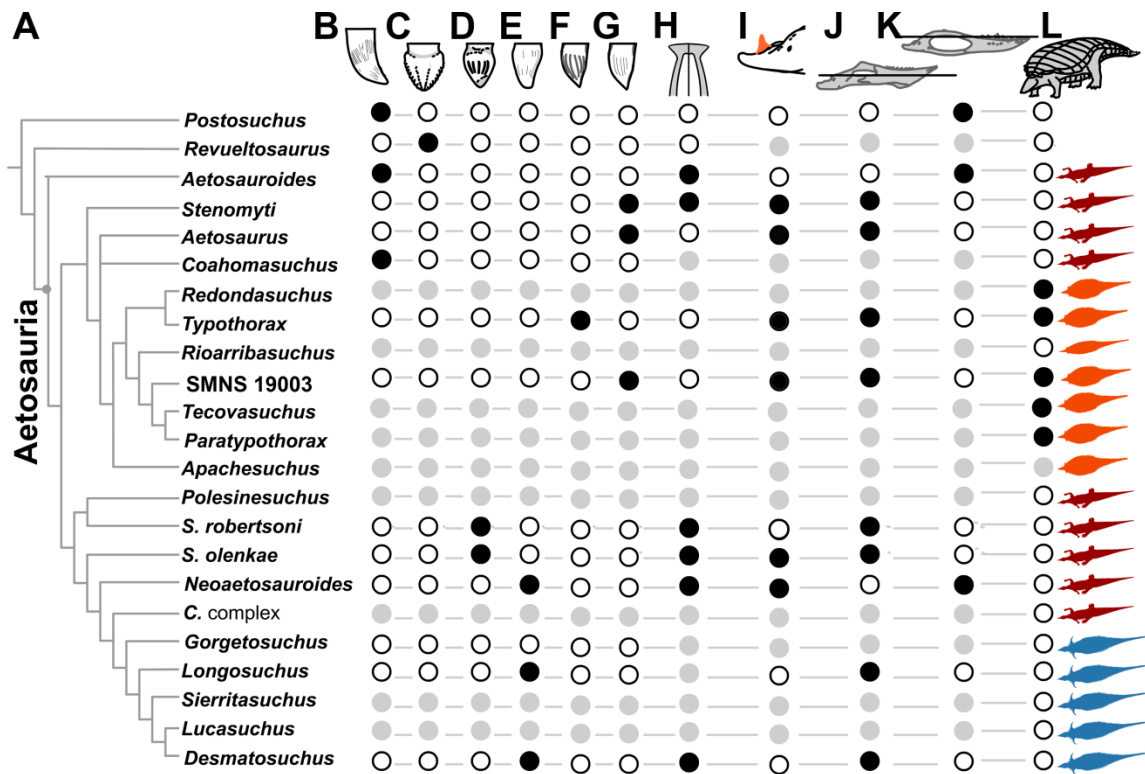 A B C D E F G H I J K L
Postosuchus
Revueltosaurus
Aetosauroides
Stenomyti
Aetosaurus
Coahomasuchus
Redondasuchus
Typothorax
Rioarribasuchus
SMNS 19003
Tecovasuchus
Paratypothorax
Apachesuchus
Polesinesuchus
S. robertsoni
S. olenkae
Neoaetosauroides
C. complex
Gorgetosuchus
Longosuchus
Sierritasuchus
Lucasuchus
Desmatosuchus
Aetosauria